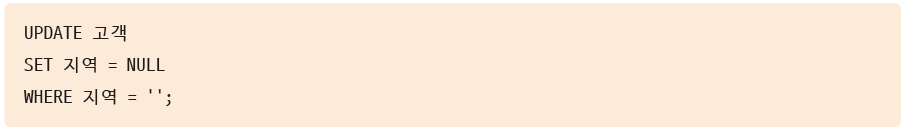 UPDATE 고객
SET 지역 = NULL
WHERE 지역 = '';